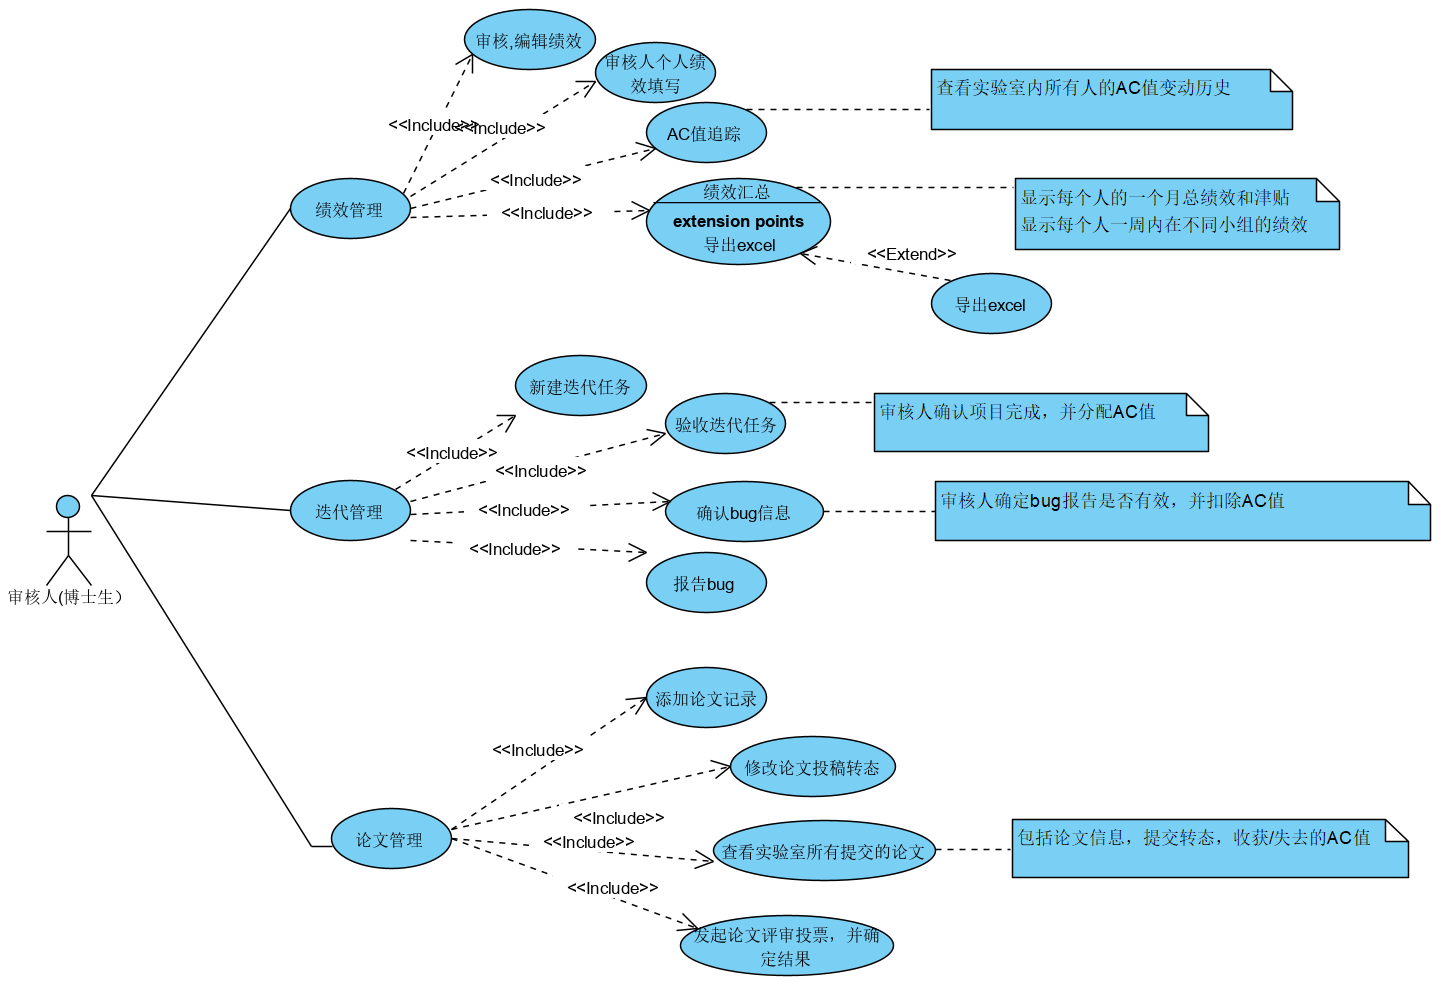 审核,编辑绩效
审核人个人绩
效填写
查看实验室内所有人的AC值变动历史
<<Include>>
<<Include>>
AC值追踪
<<Include>>
绩效管理
<<Include>>
绩效汇总
extension points
导出excel
显示每个人的一个月总绩效和津贴
显示每个人一周内在不同小组的绩效
<<Extend>>
导出excel
新建迭代任务
验收迭代任务
审核人确认项目完成，并分配AC值
<<Include>>
<<Include>>
迭代管理
<<Include>>
确认bug信息
审核人确定bug报告是否有效，并扣除AC值
<<Include>>
报告bug
审核人(博士生）
添加论文记录
<<Include>>
修改论文投稿转态
<<Include>>
论文管理
<<Include>>
查看实验室所有提交的论文
包括论文信息，提交转态，收获/失去的AC值
<<Include>>
发起论文评审投票，并确
定结果